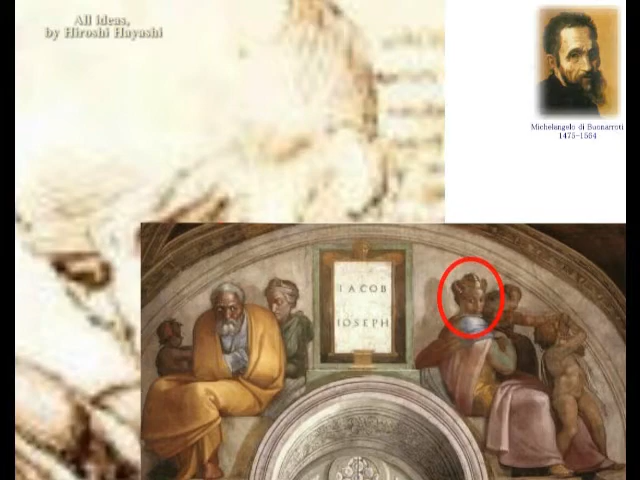 All ideas,
by Hiroshi Hayashi
Michelangelo di Buonarroti
1475-1564
IACOB
IOSEPH